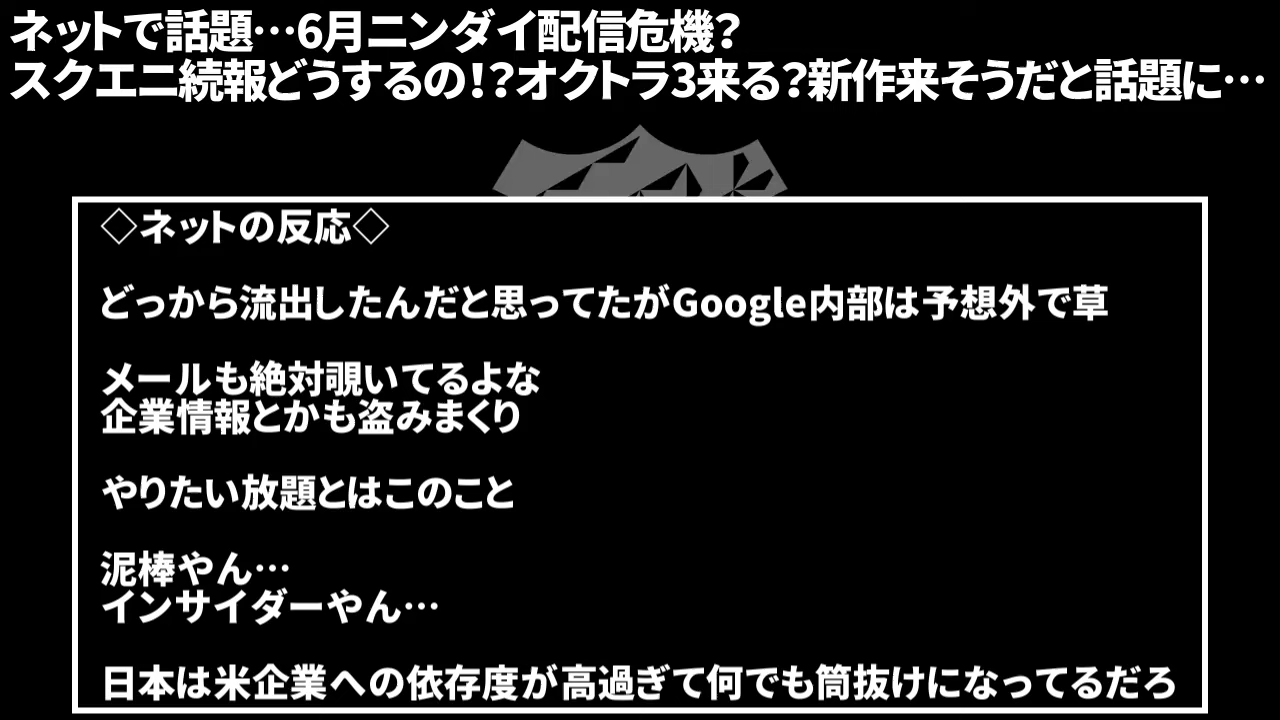 ネットで話題…6月ニンダイ配信危機?
スクエニ続報どうするの!?オクトラ3来る?新作来そうだと話題に…
◇ネットの反応◇
どっから流出したんだと思ってたがGoogle内部は予想外で草
メールも絶対覗いてるよな
企業情報とかも盗みまくり
やりたい放題とはこのこと
泥棒やん…
インサイダーやん…
日本は米企業への依存度が高過ぎて何でも筒抜けになってるだろ